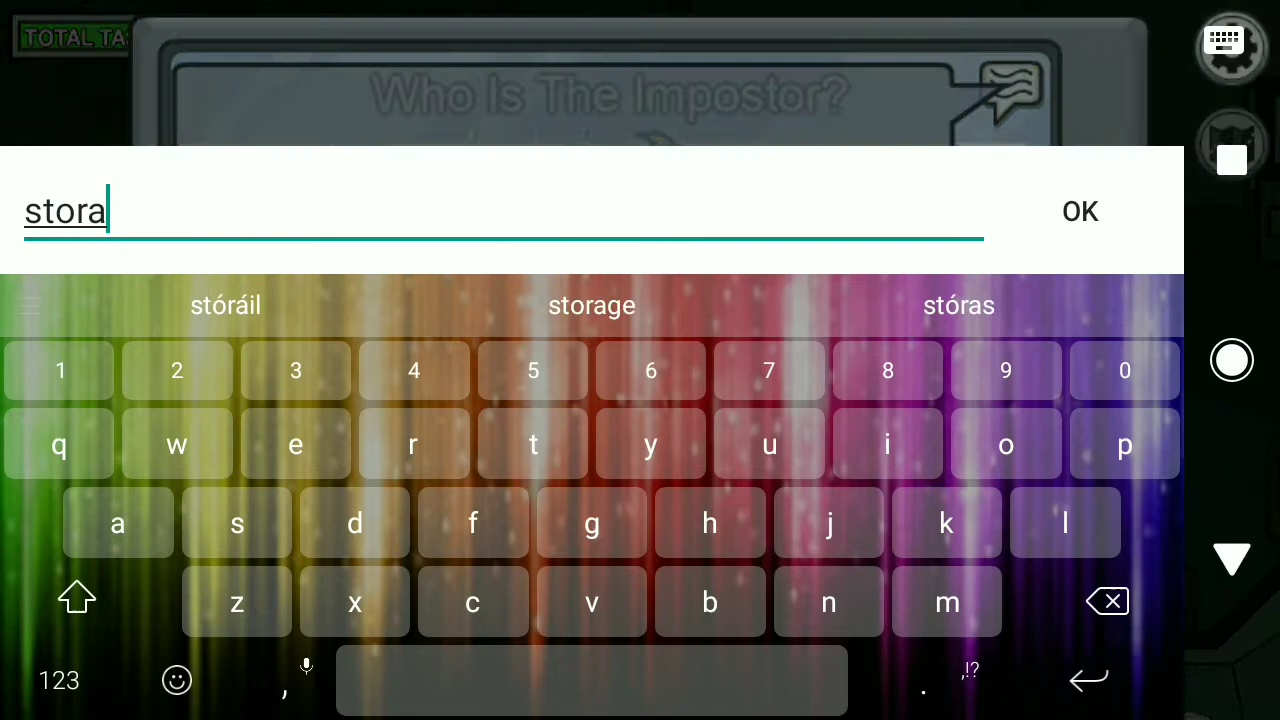 TOTAL TA
Who Is The Impostor?
stora
OK
stóráil storage stóras
1 2 3 4 5 6 7 8 9 0
q w e r t y u i o p
a s d f g h j k l
z x c v b n m
123 , . ,!?